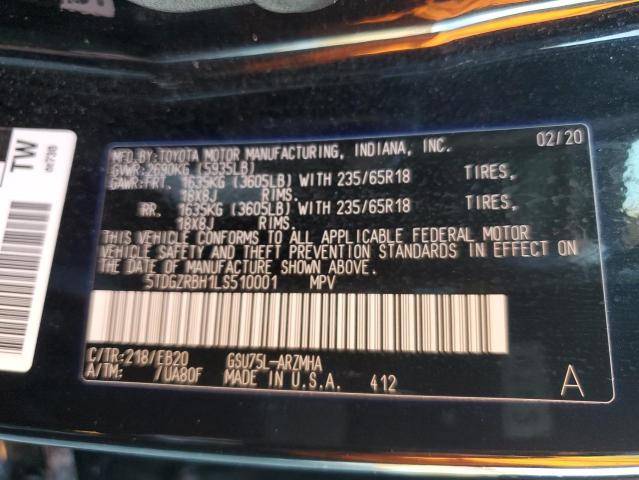 MFD.BY:TOYOTA MOTOR MANUFACTURING, INDIANA, INC. 02/20
GVWR:2690KG (5935LB)
GAWR:FRT. 1635KG (3605LB) WITH 235/65R18 TIRES,
18X8J RIMS.
RR. 1635KG (3605LB) WITH 235/65R18 TIRES,
18X8J RIMS.
THIS VEHICLE CONFORMS TO ALL APPLICABLE FEDERAL MOTOR
VEHICLE SAFETY AND THEFT PREVENTION STANDARDS IN EFFECT ON
THE DATE OF MANUFACTURE SHOWN ABOVE.
5TDGZRBH1LS510001 MPV
C/TR:218/EB20 GSU75L-ARZMHA
A/TM: /UA80F MADE IN U.S.A. 412
A
TW